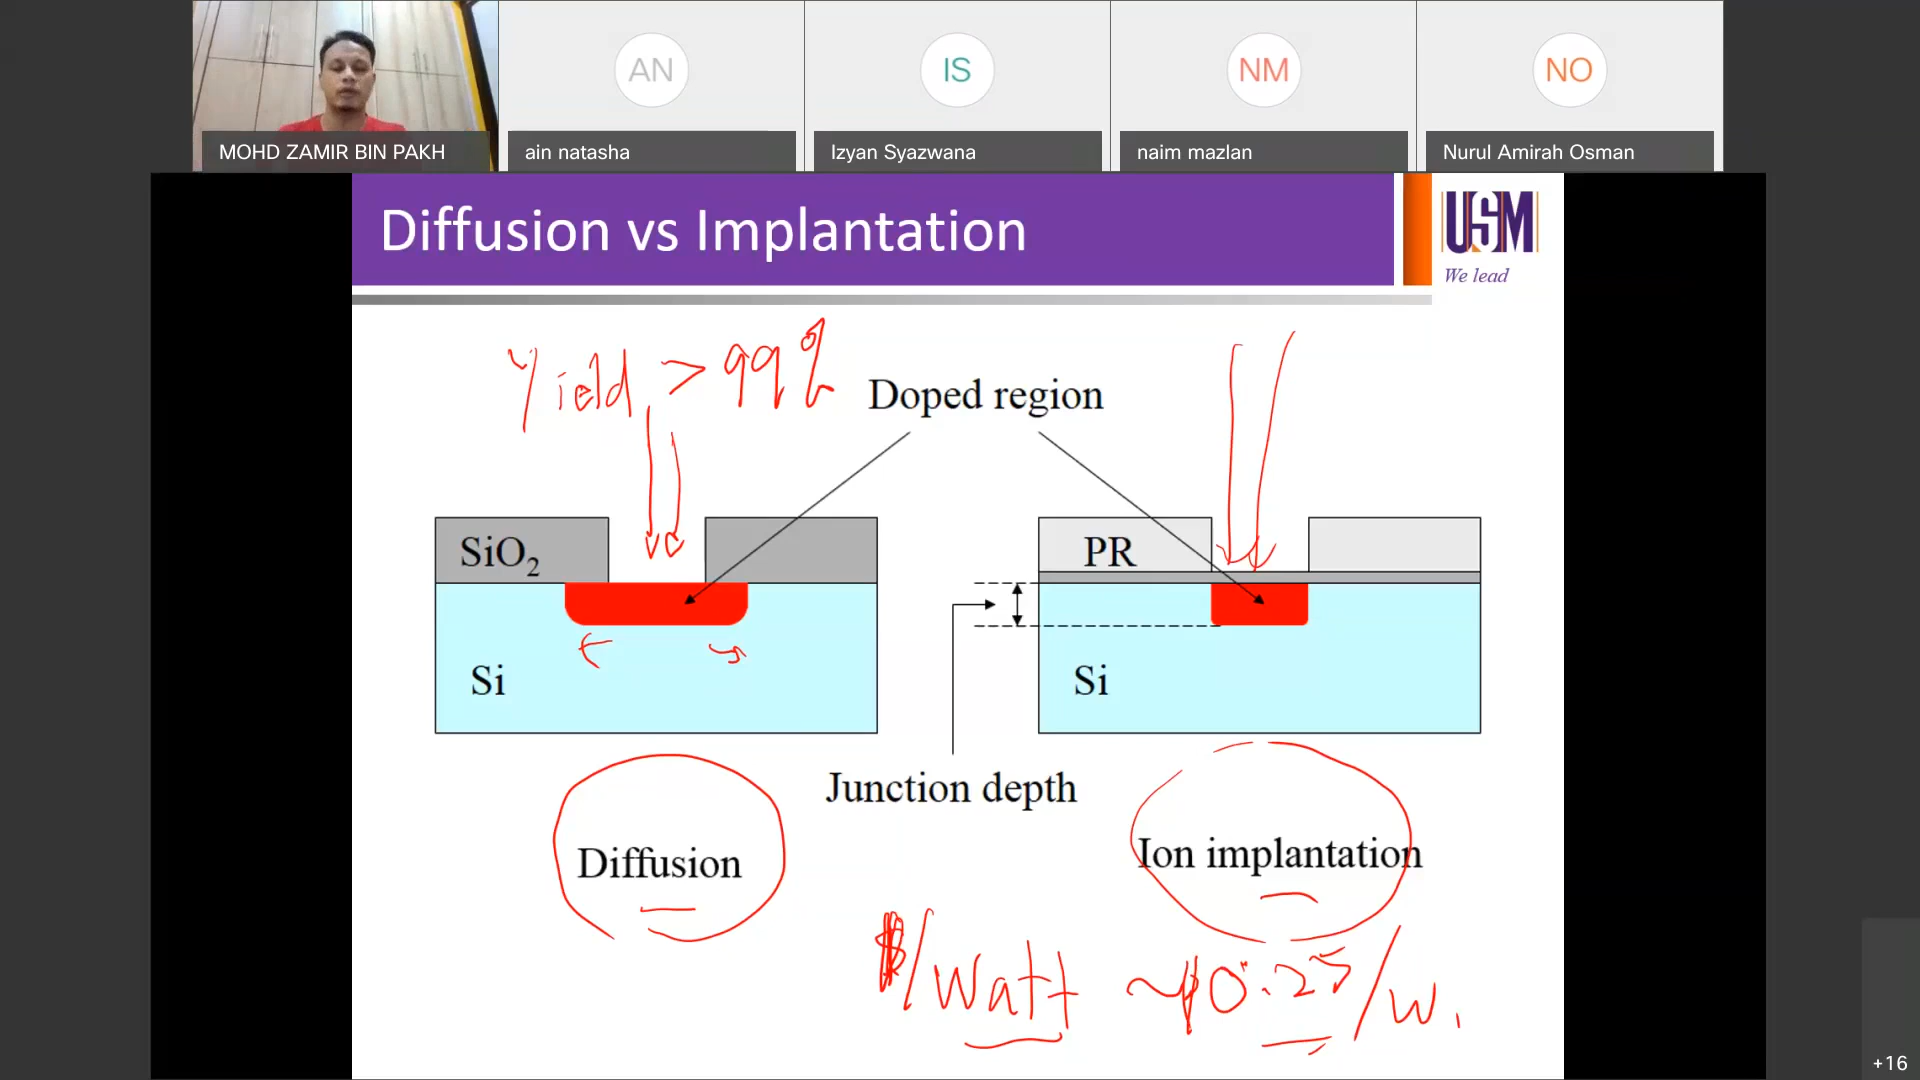 AN
IS
NM
NO
MOHD ZAMIR BIN PAKH
ain natasha
Izyan Syazwana
naim mazlan
Nurul Amirah Osman
Diffusion vs Implantation
USM
We lead
Yield > 99%
Doped region
SiO2
PR
Si
Si
Junction depth
Diffusion
Ion implantation
$/Watt ~$0.25/W.
+16